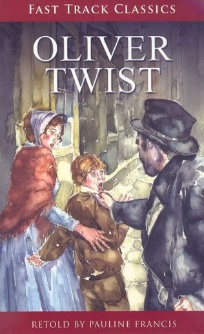 FAST TRACK CLASSICS
OLIVER
TWIST
RETOLD BY PAULINE FRANCIS